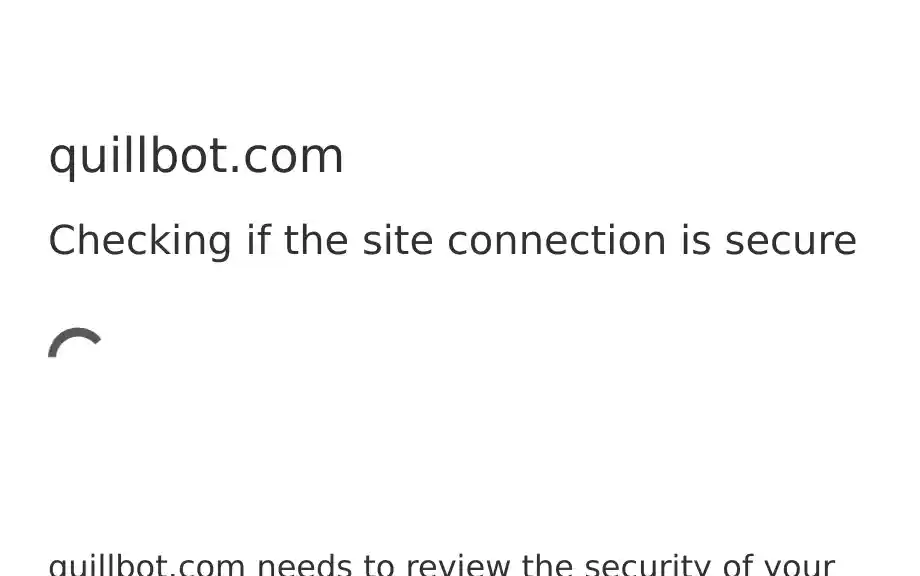 quillbot.com
Checking if the site connection is secure
quillbot.com needs to review the security of your